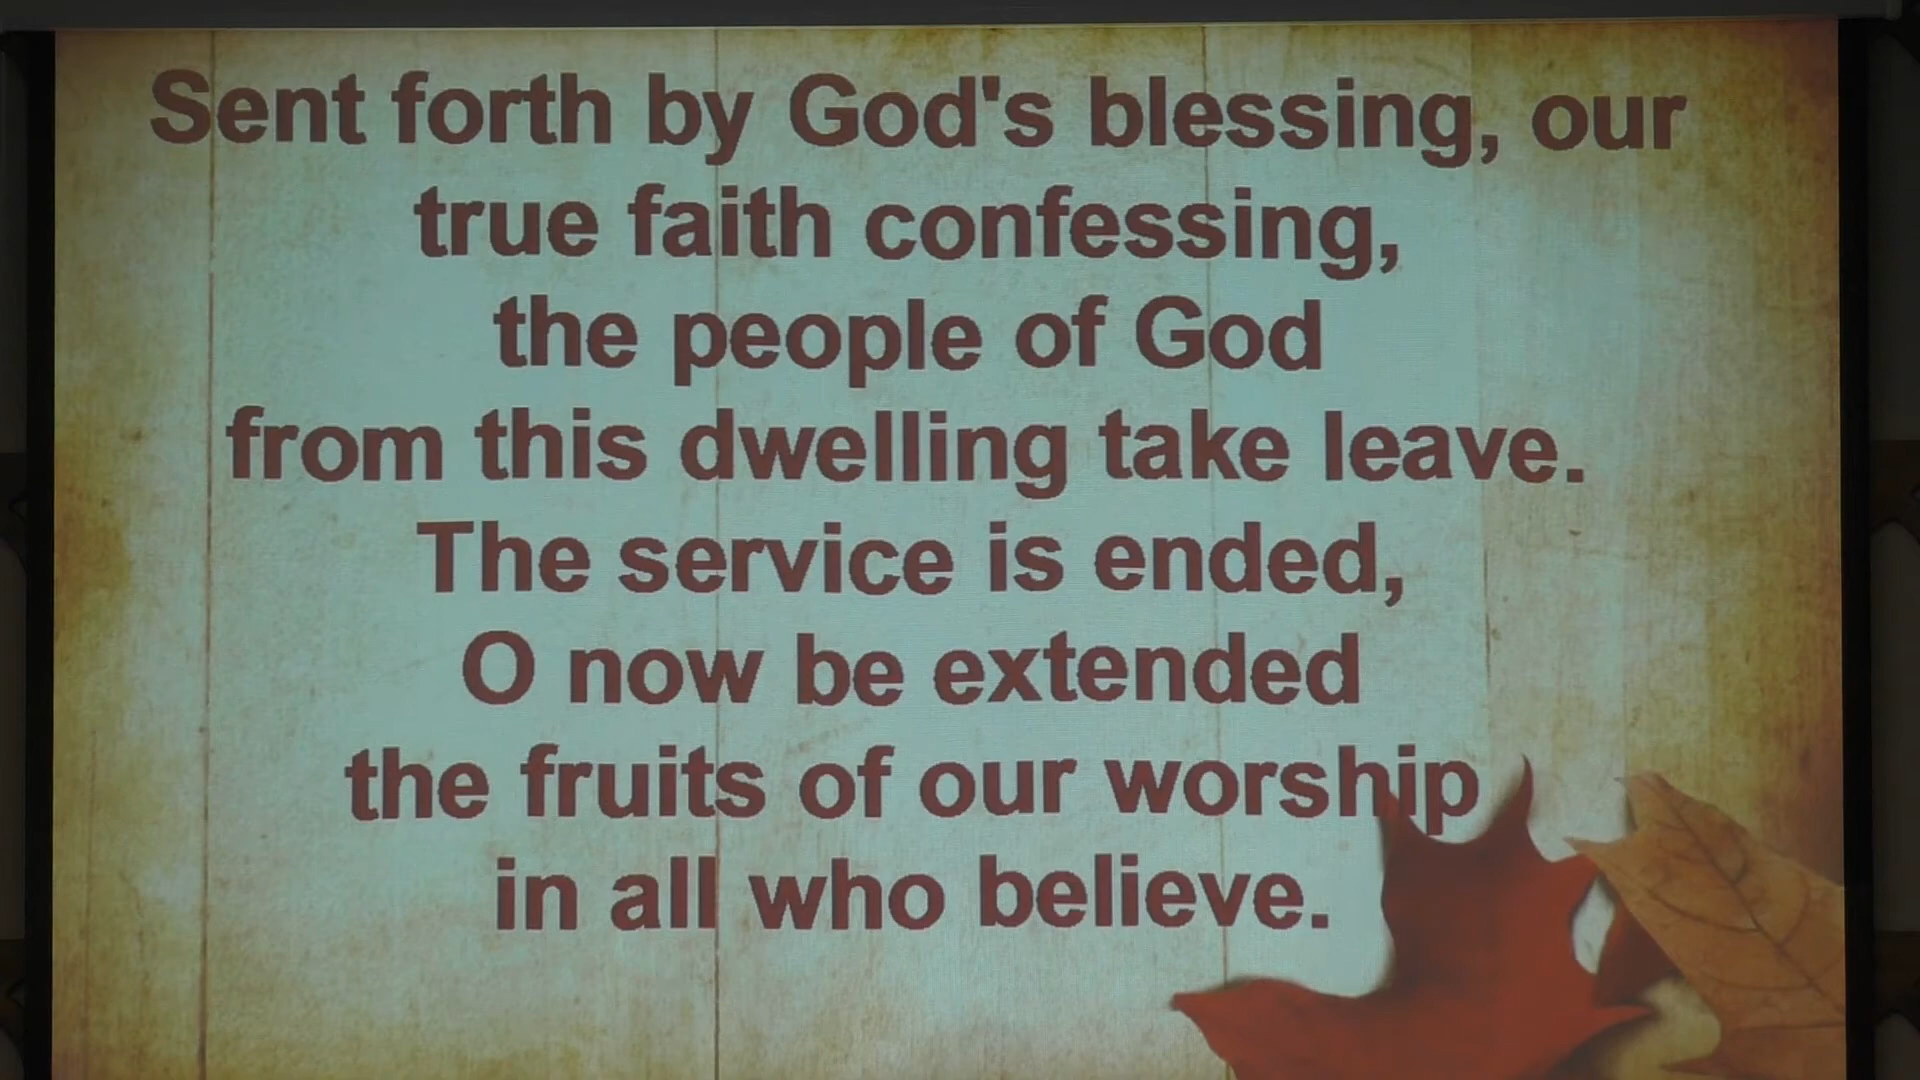 Sent forth by God's blessing, our
true faith confessing,
the people of God
from this dwelling take leave.
The service is ended,
O now be extended
the fruits of our worship
in all who believe.